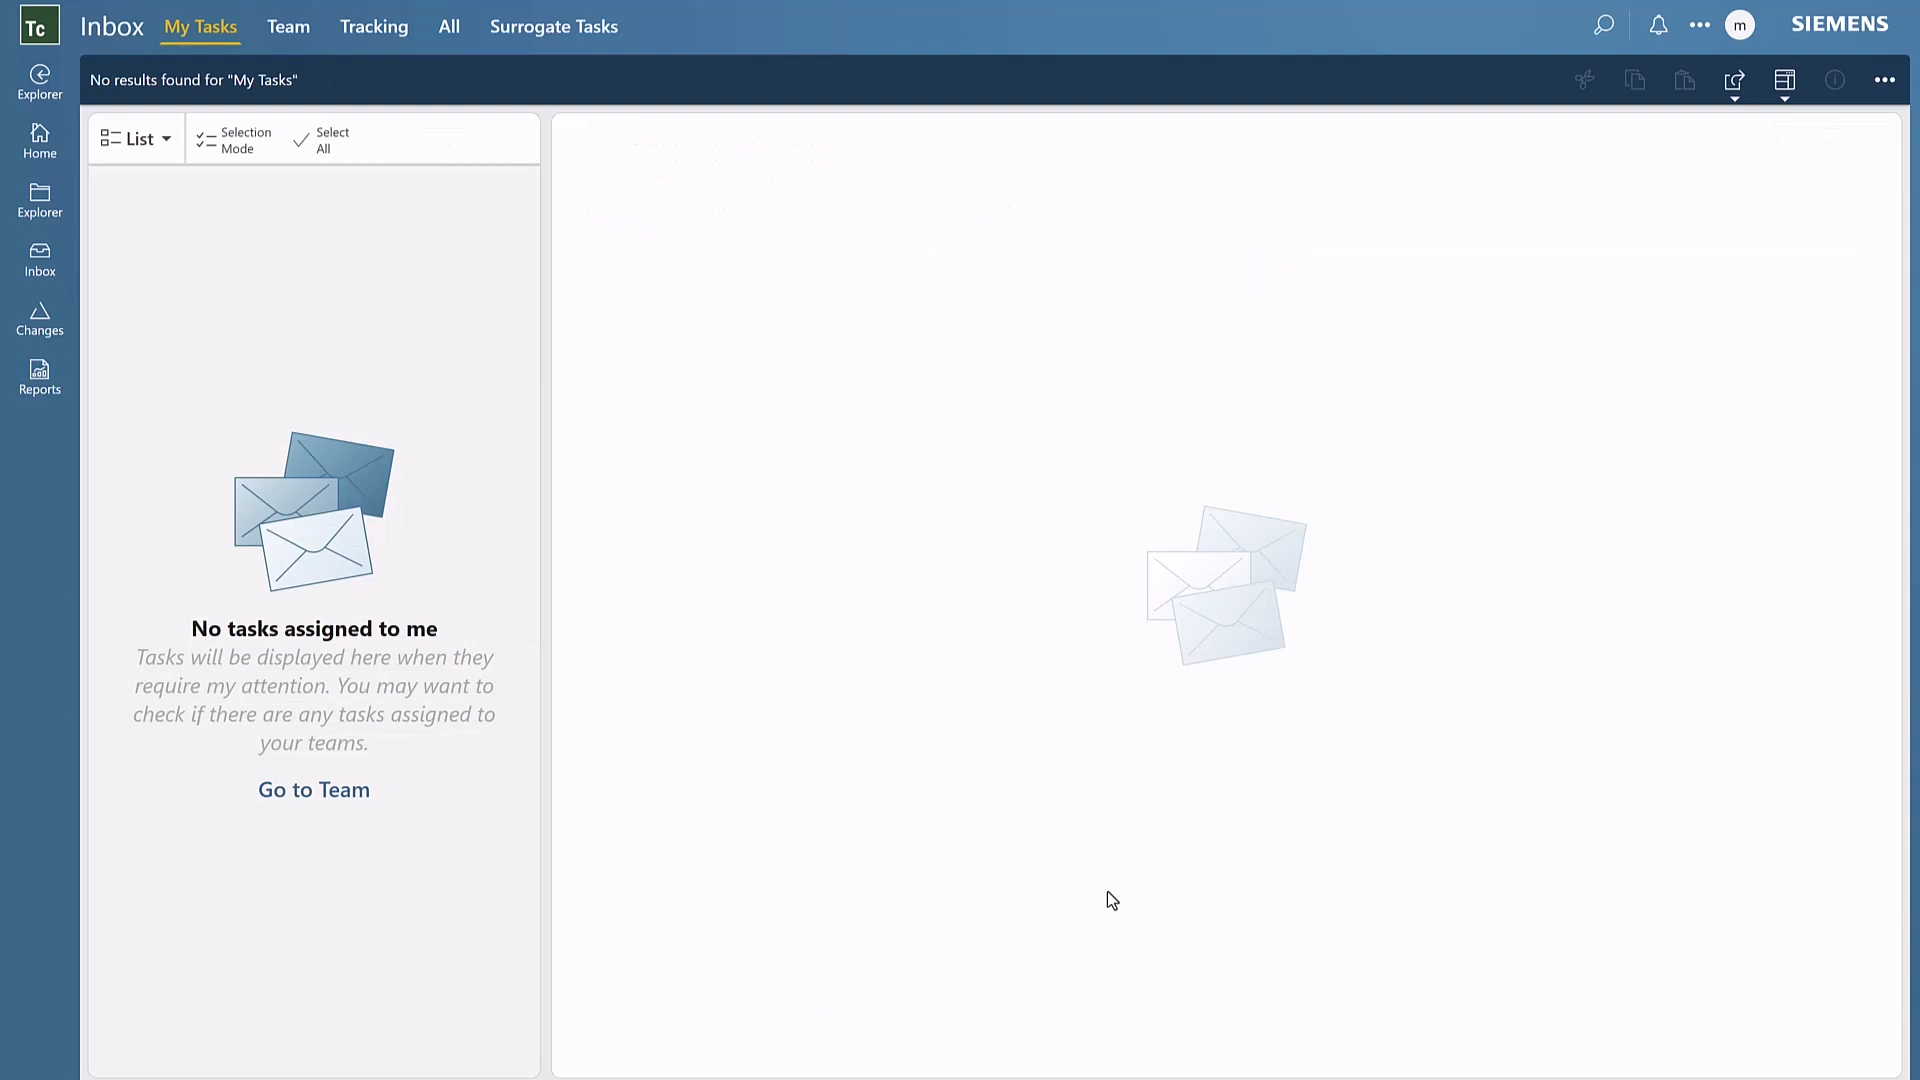 Tc Inbox My Tasks Team Tracking All Surrogate Tasks m SIEMENS
No results found for "My Tasks"
Explorer
Home
Explorer
Inbox
Changes
Reports
List Selection Mode Select All
No tasks assigned to me
Tasks will be displayed here when they
require my attention. You may want to
check if there are any tasks assigned to
your teams.
Go to Team